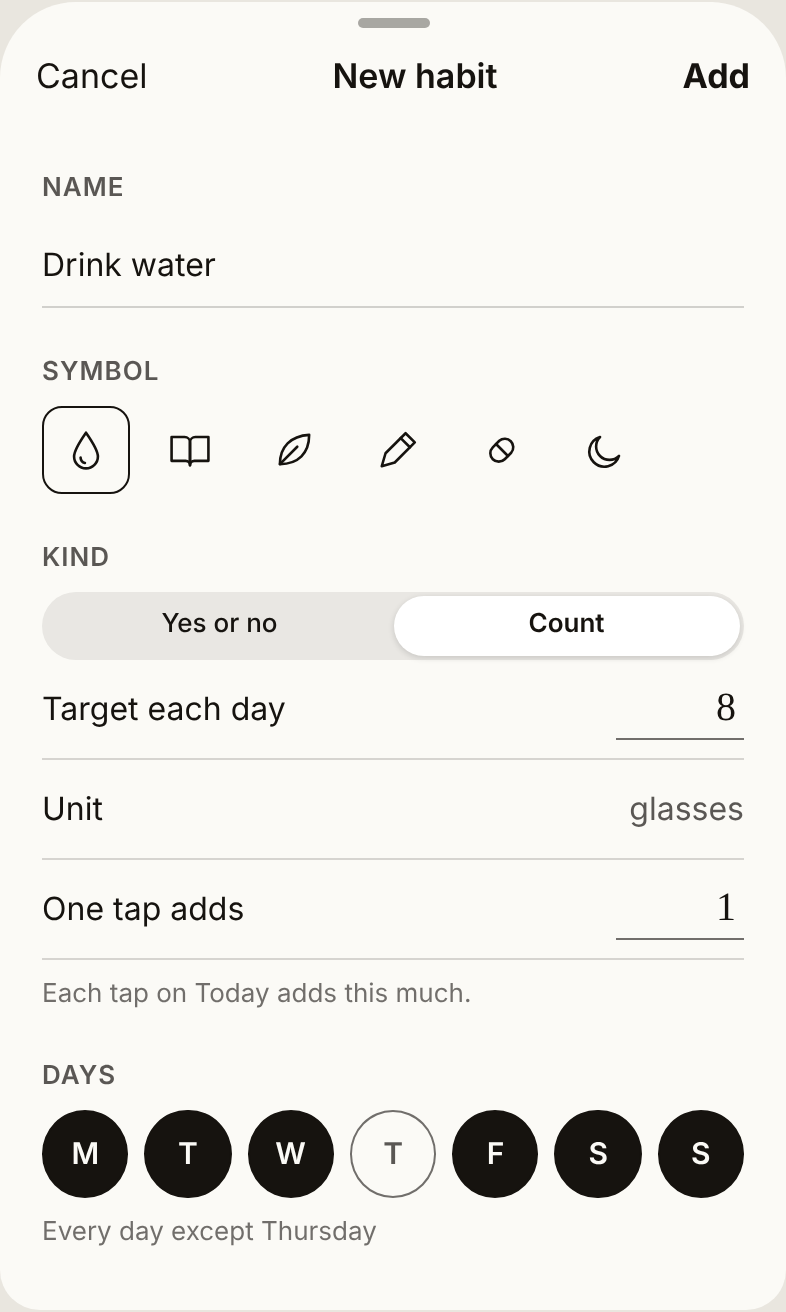 Cancel New habit Add
NAME
Drink water
SYMBOL
KIND
Yes or no Count
Target each day 8
Unit glasses
One tap adds 1
Each tap on Today adds this much.
DAYS
M T W T F S S
Every day except Thursday